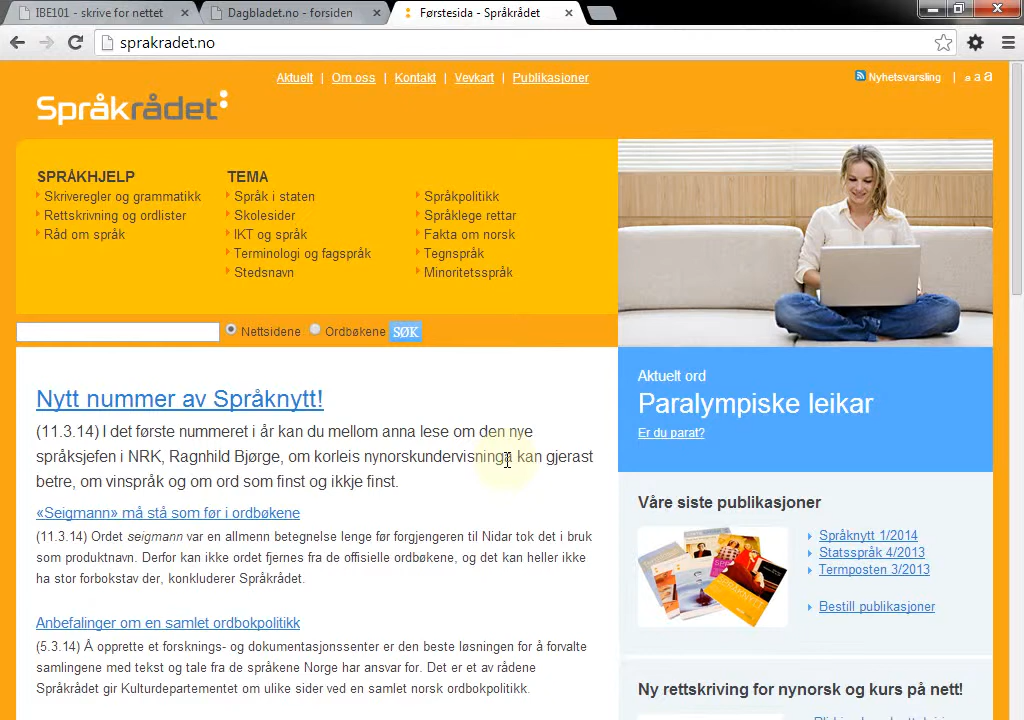 IBE101 - skrive for nettet
Dagbladet.no - forsiden
Førstesida - Språkrådet
sprakradet.no
Aktuelt | Om oss | Kontakt | Vevkart | Publikasjoner
Nyhetsvarsling | a a a
Språkrådet
SPRÅKHJELP
Skriveregler og grammatikk
Rettskrivning og ordlister
Råd om språk
TEMA
Språk i staten
Skolesider
IKT og språk
Terminologi og fagspråk
Stedsnavn
Språkpolitikk
Språklege rettar
Fakta om norsk
Tegnspråk
Minoritetsspråk
Nettsidene Ordbøkene SØK
Nytt nummer av Språknytt!
(11.3.14) I det første nummeret i år kan du mellom anna lese om den nye
språksjefen i NRK, Ragnhild Bjørge, om korleis nynorskundervisninga kan gjerast
betre, om vinspråk og om ord som finst og ikkje finst.
«Seigmann» må stå som før i ordbøkene
(11.3.14) Ordet seigmann var en allmenn betegnelse lenge før forgjengeren til Nidar tok det i bruk
som produktnavn. Derfor kan ikke ordet fjernes fra de offisielle ordbøkene, og det kan heller ikke
ha stor forbokstav der, konkluderer Språkrådet.
Anbefalinger om en samlet ordbokpolitikk
(5.3.14) Å opprette et forsknings- og dokumentasjonssenter er den beste løsningen for å forvalte
samlingene med tekst og tale fra de språkene Norge har ansvar for. Det er et av rådene
Språkrådet gir Kulturdepartementet om ulike sider ved en samlet norsk ordbokpolitikk.
Aktuelt ord
Paralympiske leikar
Er du parat?
Våre siste publikasjoner
Språknytt 1/2014
Statsspråk 4/2013
Termposten 3/2013
Bestill publikasjoner
Ny rettskriving for nynorsk og kurs på nett!